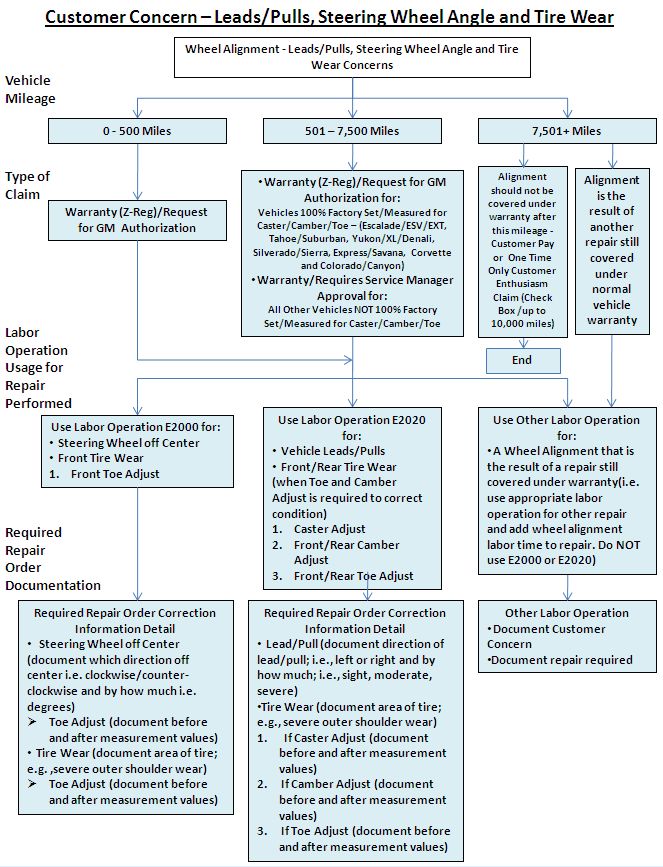 Customer Concern – Leads/Pulls, Steering Wheel Angle and Tire Wear
Wheel Alignment - Leads/Pulls, Steering Wheel Angle and Tire
Wear Concerns
Vehicle
Mileage
0 - 500 Miles
501 – 7,500 Miles
7,501+ Miles
Type of
Claim
Warranty (Z-Reg)/Request
for GM Authorization
•Warranty (Z-Reg)/Request for GM
Authorization for:
Vehicles 100% Factory Set/Measured for
Caster/Camber/Toe – (Escalade/ESV/EXT,
Tahoe/Suburban, Yukon/XL/Denali,
Silverado/Sierra, Express/Savana, Corvette
and Colorado/Canyon)
•Warranty/Requires Service Manager
Approval for:
All Other Vehicles NOT 100% Factory
Set/Measured for Caster/Camber/Toe
Alignment
should not be
covered under
warranty after
this mileage -
Customer Pay
or One Time
Only Customer
Enthusiasm
Claim (Check
Box /up to
10,000 miles)
End
Alignment
is the
result of
another
repair still
covered
under
normal
vehicle
warranty
Labor
Operation
Usage for
Repair
Performed
Use Labor Operation E2000 for:
• Steering Wheel off Center
• Front Tire Wear
1. Front Toe Adjust
Use Labor Operation E2020
for:
• Vehicle Leads/Pulls
• Front/Rear Tire Wear
(when Toe and Camber
Adjust is required to correct
condition)
1. Caster Adjust
2. Front/Rear Camber
Adjust
3. Front/Rear Toe Adjust
Use Other Labor Operation
for:
•A Wheel Alignment that is
the result of a repair still
covered under warranty(i.e.
use appropriate labor
operation for other repair
and add wheel alignment
labor time to repair. Do NOT
use E2000 or E2020)
Required
Repair
Order
Documentation
Required Repair Order Correction
Information Detail
• Steering Wheel off Center
(document which direction off
center i.e. clockwise/counter-
clockwise and by how much i.e.
degrees)
➢ Toe Adjust (document before
and after measurement values)
• Tire Wear (document area of tire;
e.g. ,severe outer shoulder wear)
➢ Toe Adjust (document before
and after measurement values)
Required Repair Order Correction
Information Detail
• Lead/Pull (document direction of
lead/pull; i.e., left or right and by
how much; i.e., sight, moderate,
severe)
•Tire Wear (document area of tire;
e.g., severe outer shoulder wear)
1. If Caster Adjust (document
before and after measurement
values)
2. If Camber Adjust (document
before and after measurement
values)
3. If Toe Adjust (document before
and after measurement values)
Other Labor Operation
•Document Customer
Concern
•Document repair required